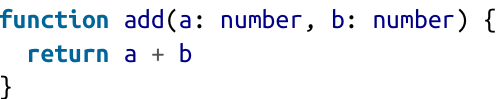 function add(a: number, b: number) {
  return a + b
}